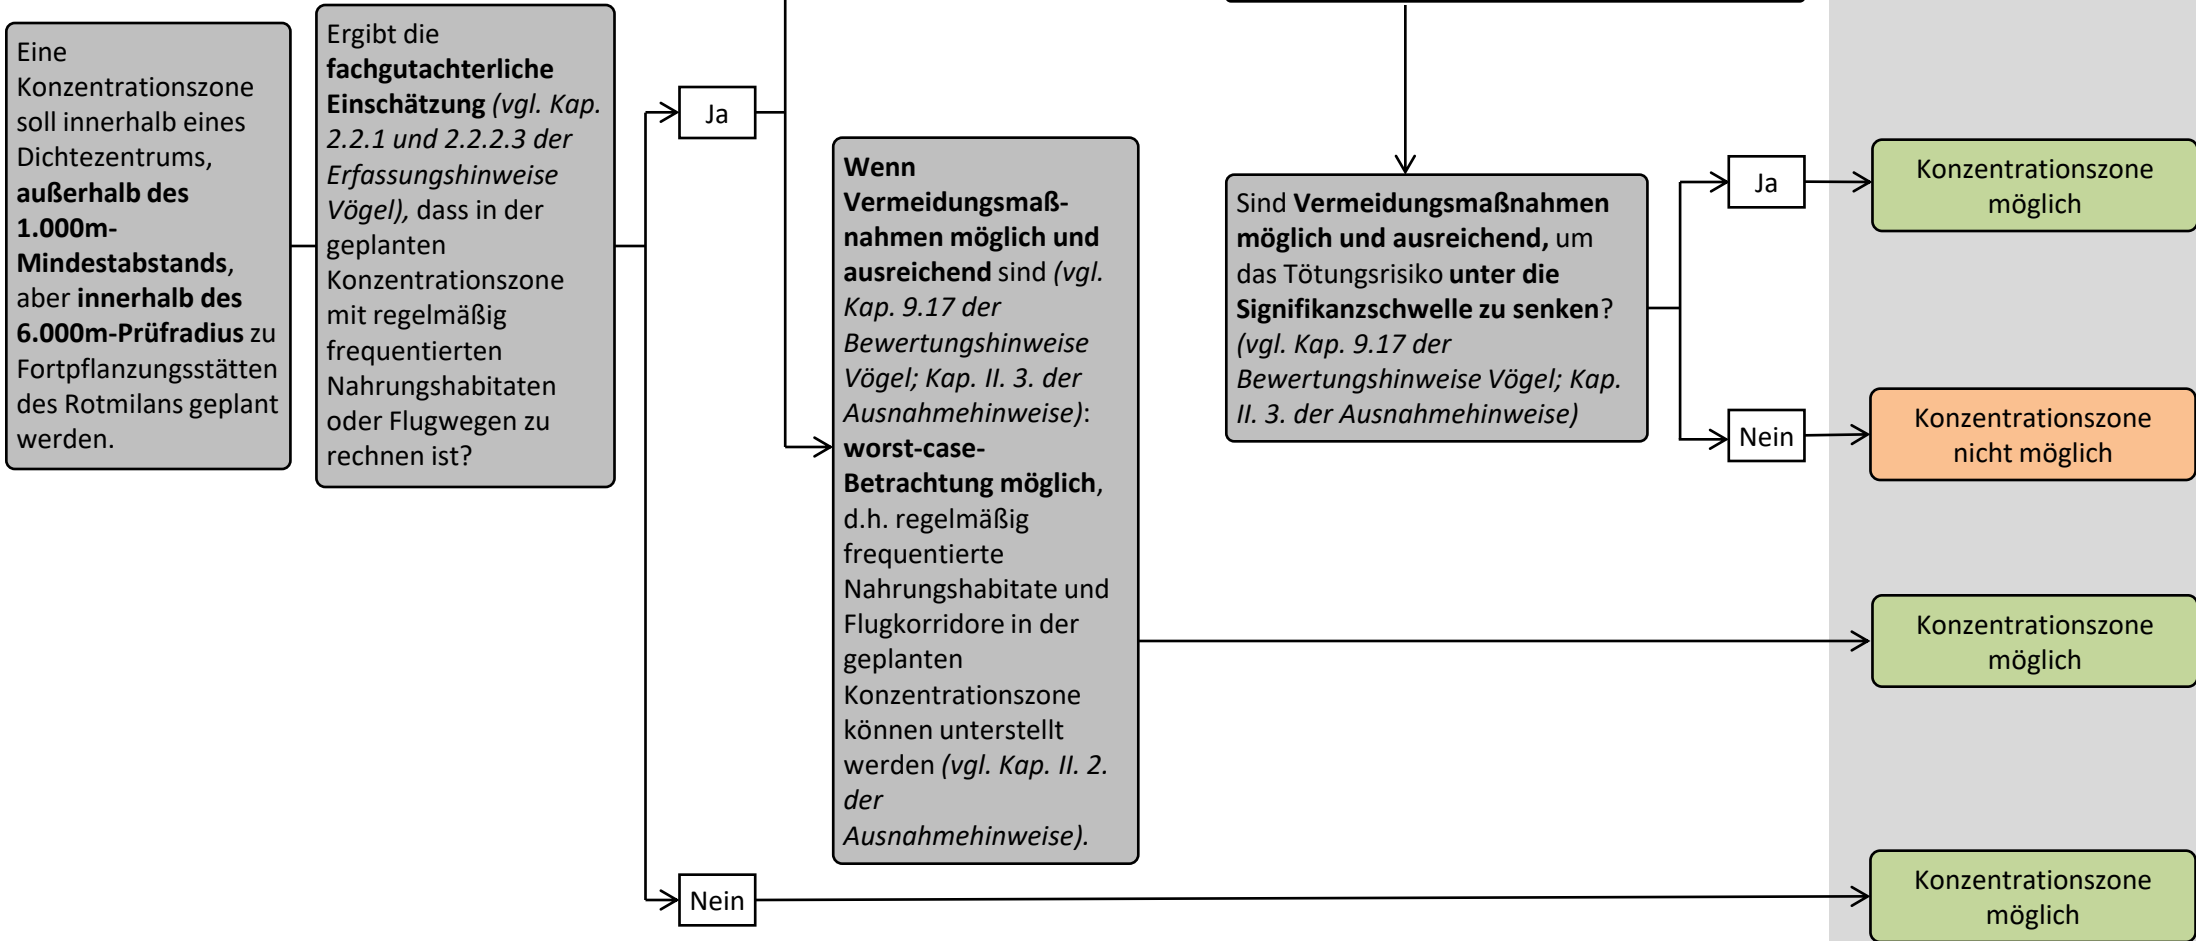 Eine
Konzentrationszone
soll innerhalb eines
Dichtezentrums,
außerhalb des
1.000m-
Mindestabstands,
aber innerhalb des
6.000m-Prüfradius zu
Fortpflanzungsstätten
des Rotmilans geplant
werden.
Ergibt die
fachgutachterliche
Einschätzung (vgl. Kap.
2.2.1 und 2.2.2.3 der
Erfassungshinweise
Vögel), dass in der
geplanten
Konzentrationszone
mit regelmäßig
frequentierten
Nahrungshabitaten
oder Flugwegen zu
rechnen ist?
Ja
Wenn
Vermeidungsmaß-
nahmen möglich und
ausreichend sind (vgl.
Kap. 9.17 der
Bewertungshinweise
Vögel; Kap. II. 3. der
Ausnahmehinweise):
worst-case-
Betrachtung möglich,
d.h. regelmäßig
frequentierte
Nahrungshabitate und
Flugkorridore in der
geplanten
Konzentrationszone
können unterstellt
werden (vgl. Kap. II. 2.
der
Ausnahmehinweise).
Sind Vermeidungsmaßnahmen
möglich und ausreichend, um
das Tötungsrisiko unter die
Signifikanzschwelle zu senken?
(vgl. Kap. 9.17 der
Bewertungshinweise Vögel; Kap.
II. 3. der Ausnahmehinweise)
Ja
Konzentrationszone
möglich
Nein
Konzentrationszone
nicht möglich
Konzentrationszone
möglich
Nein
Konzentrationszone
möglich